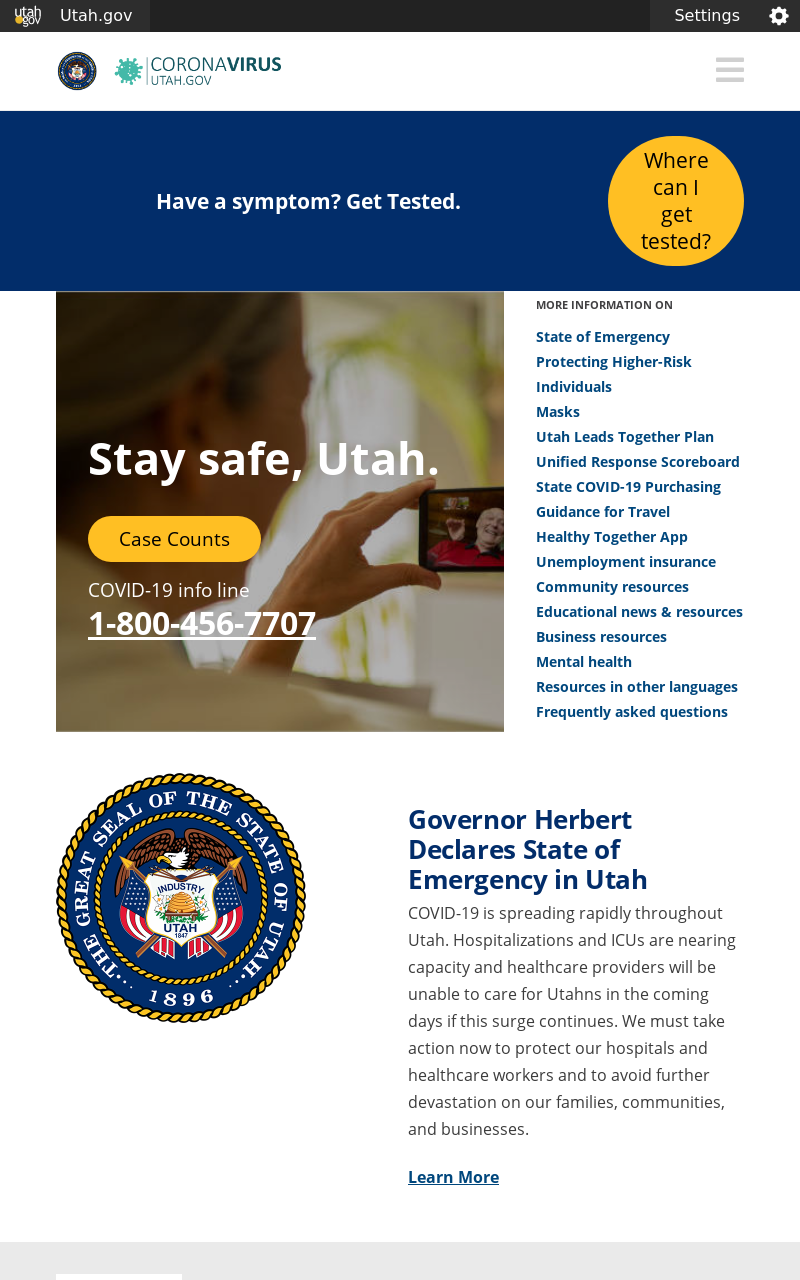 utah
gov
Utah.gov
Settings
CORONAVIRUS
UTAH.GOV
Have a symptom? Get Tested.
Where
can I
get
tested?
Stay safe, Utah.
Case Counts
COVID-19 info line
1-800-456-7707
MORE INFORMATION ON
State of Emergency
Protecting Higher-Risk
Individuals
Masks
Utah Leads Together Plan
Unified Response Scoreboard
State COVID-19 Purchasing
Guidance for Travel
Healthy Together App
Unemployment insurance
Community resources
Educational news & resources
Business resources
Mental health
Resources in other languages
Frequently asked questions
THE GREAT SEAL OF THE STATE OF UTAH
INDUSTRY
UTAH
1847
1896
Governor Herbert
Declares State of
Emergency in Utah
COVID-19 is spreading rapidly throughout
Utah. Hospitalizations and ICUs are nearing
capacity and healthcare providers will be
unable to care for Utahns in the coming
days if this surge continues. We must take
action now to protect our hospitals and
healthcare workers and to avoid further
devastation on our families, communities,
and businesses.
Learn More